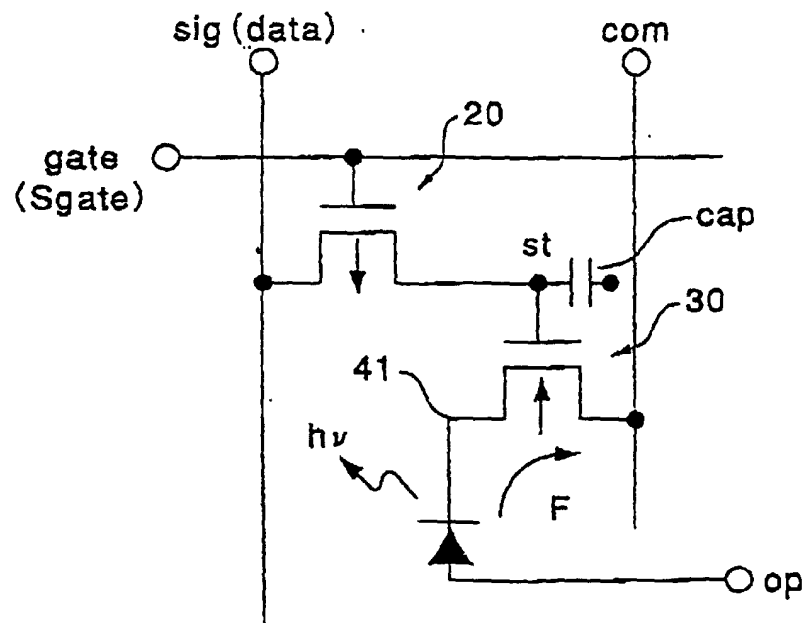 sig (data)
com
20
gate
(Sgate)
cap
st
30
41
hν
F
op